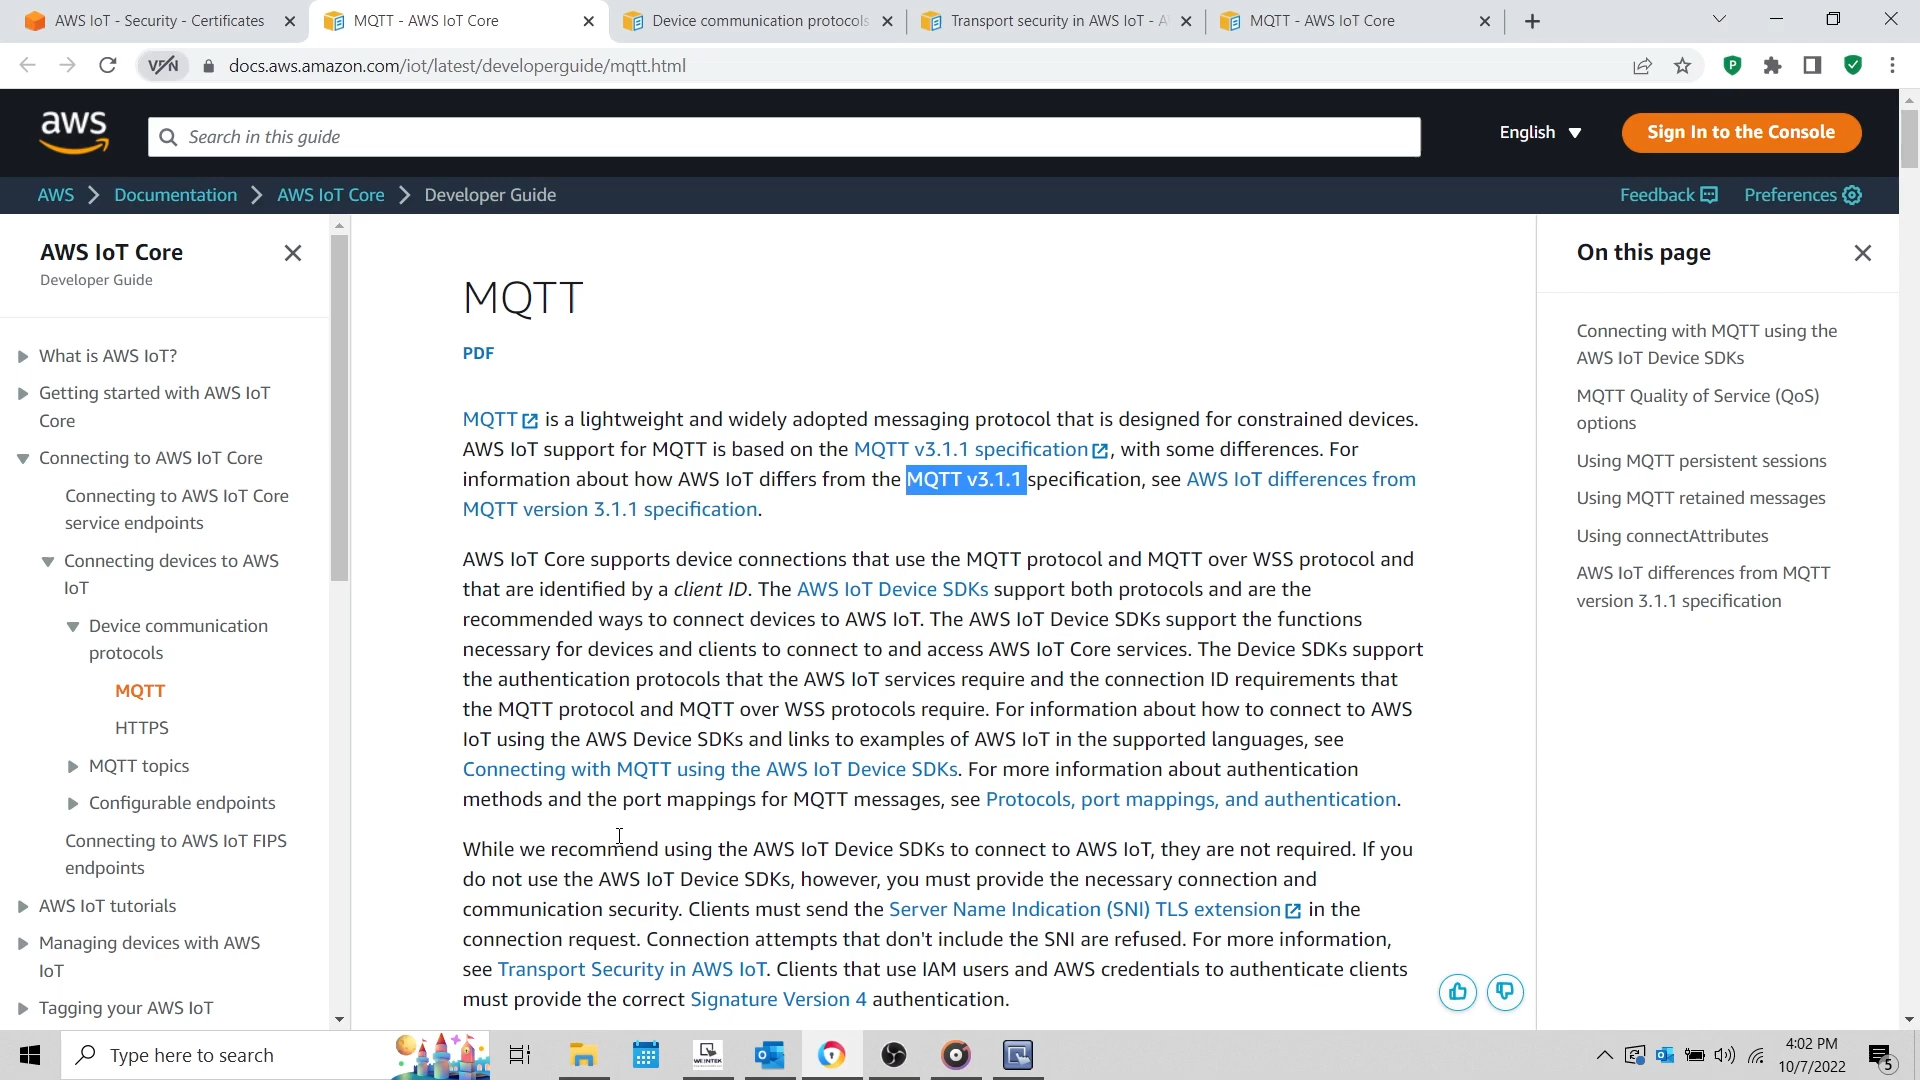 AWS IoT - Security - Certificates
MQTT - AWS IoT Core
Device communication protocols
Transport security in AWS IoT - A
MQTT - AWS IoT Core
VPN
docs.aws.amazon.com/iot/latest/developerguide/mqtt.html
P
aws
Search in this guide
English
Sign In to the Console
AWS
Documentation
AWS IoT Core
Developer Guide
Feedback
Preferences
AWS IoT Core
Developer Guide
What is AWS IoT?
Getting started with AWS IoT
Core
Connecting to AWS IoT Core
Connecting to AWS IoT Core
service endpoints
Connecting devices to AWS
IoT
Device communication
protocols
MQTT
HTTPS
MQTT topics
Configurable endpoints
Connecting to AWS IoT FIPS
endpoints
AWS IoT tutorials
Managing devices with AWS
IoT
Tagging your AWS IoT
MQTT
PDF
MQTT is a lightweight and widely adopted messaging protocol that is designed for constrained devices.
AWS IoT support for MQTT is based on the MQTT v3.1.1 specification, with some differences. For
information about how AWS IoT differs from the MQTT v3.1.1 specification, see AWS IoT differences from
MQTT version 3.1.1 specification.
AWS IoT Core supports device connections that use the MQTT protocol and MQTT over WSS protocol and
that are identified by a client ID. The AWS IoT Device SDKs support both protocols and are the
recommended ways to connect devices to AWS IoT. The AWS IoT Device SDKs support the functions
necessary for devices and clients to connect to and access AWS IoT Core services. The Device SDKs support
the authentication protocols that the AWS IoT services require and the connection ID requirements that
the MQTT protocol and MQTT over WSS protocols require. For information about how to connect to AWS
IoT using the AWS Device SDKs and links to examples of AWS IoT in the supported languages, see
Connecting with MQTT using the AWS IoT Device SDKs. For more information about authentication
methods and the port mappings for MQTT messages, see Protocols, port mappings, and authentication.
While we recommend using the AWS IoT Device SDKs to connect to AWS IoT, they are not required. If you
do not use the AWS IoT Device SDKs, however, you must provide the necessary connection and
communication security. Clients must send the Server Name Indication (SNI) TLS extension in the
connection request. Connection attempts that don't include the SNI are refused. For more information,
see Transport Security in AWS IoT. Clients that use IAM users and AWS credentials to authenticate clients
must provide the correct Signature Version 4 authentication.
On this page
Connecting with MQTT using the
AWS IoT Device SDKs
MQTT Quality of Service (QoS)
options
Using MQTT persistent sessions
Using MQTT retained messages
Using connectAttributes
AWS IoT differences from MQTT
version 3.1.1 specification
Type here to search
WEINTEK
4:02 PM
10/7/2022
5